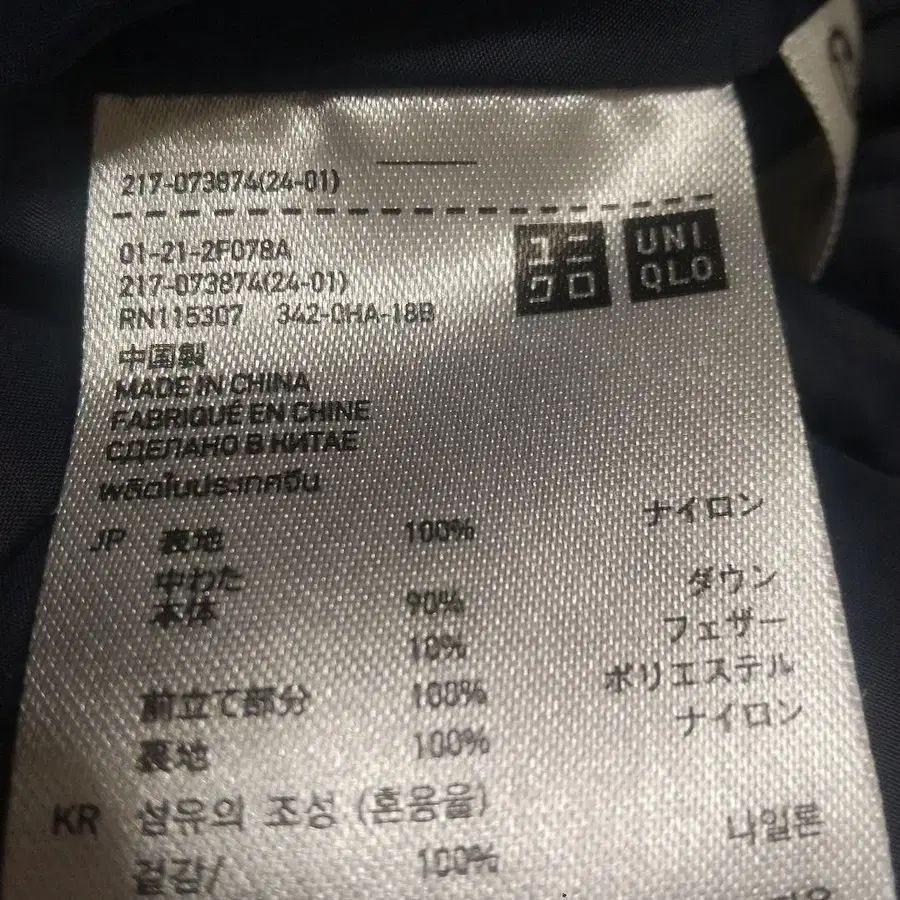 217-073874(24-01)
01-21-2F078A
217-073874(24-01)
RN115307 342-0HA-18B
ユニ
クロ
UNI
QLO
中国製
MADE IN CHINA
FABRIQUÉ EN CHINE
СДЕЛАНО В КИТАЕ
ผลิตในประเทศจีน
JP 表地 100% ナイロン
中わた
本体 90% ダウン
10% フェザー
前立て部分 100% ポリエステル
裏地 100% ナイロン
KR 섬유의 조성 (혼용율)
겉감/ 100% 나일론